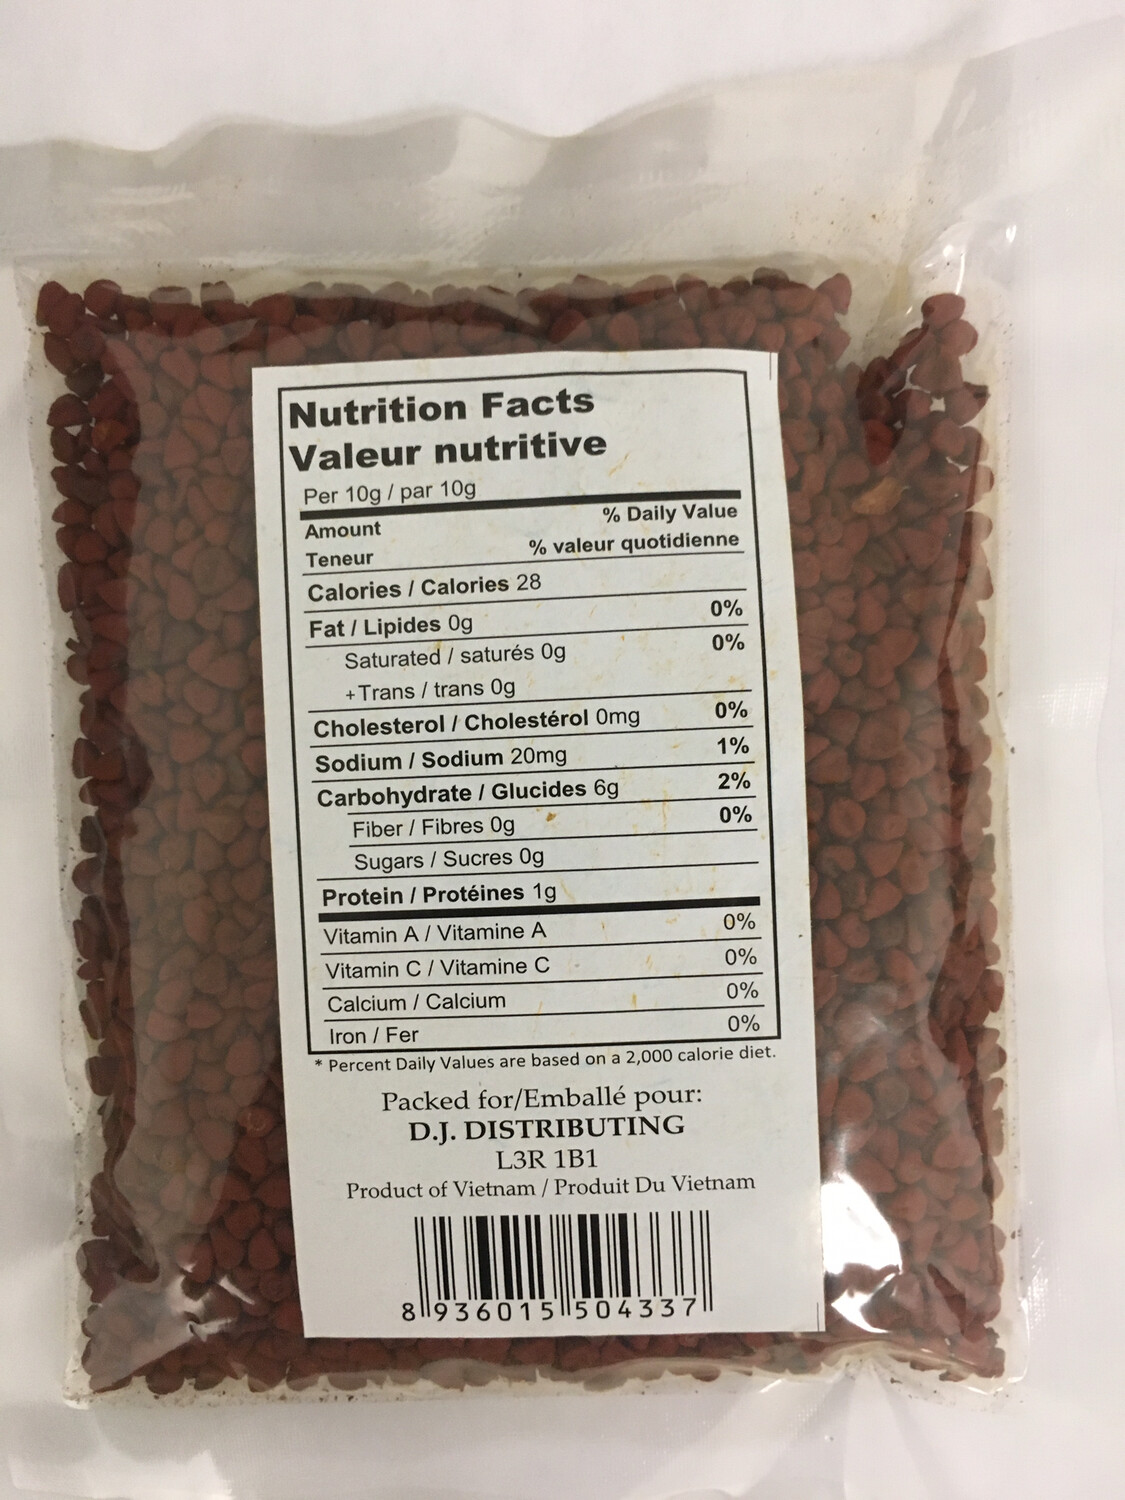 Nutrition Facts
Valeur nutritive
Per 10g / par 10g
Amount % Daily Value
Teneur % valeur quotidienne
Calories / Calories 28
Fat / Lipides 0g 0%
Saturated / saturés 0g 0%
+Trans / trans 0g
Cholesterol / Cholestérol 0mg 0%
Sodium / Sodium 20mg 1%
Carbohydrate / Glucides 6g 2%
Fiber / Fibres 0g 0%
Sugars / Sucres 0g
Protein / Protéines 1g
Vitamin A / Vitamine A 0%
Vitamin C / Vitamine C 0%
Calcium / Calcium 0%
Iron / Fer 0%
* Percent Daily Values are based on a 2,000 calorie diet.
Packed for/Emballé pour:
D.J. DISTRIBUTING
L3R 1B1
Product of Vietnam / Produit Du Vietnam
8 936015 504337